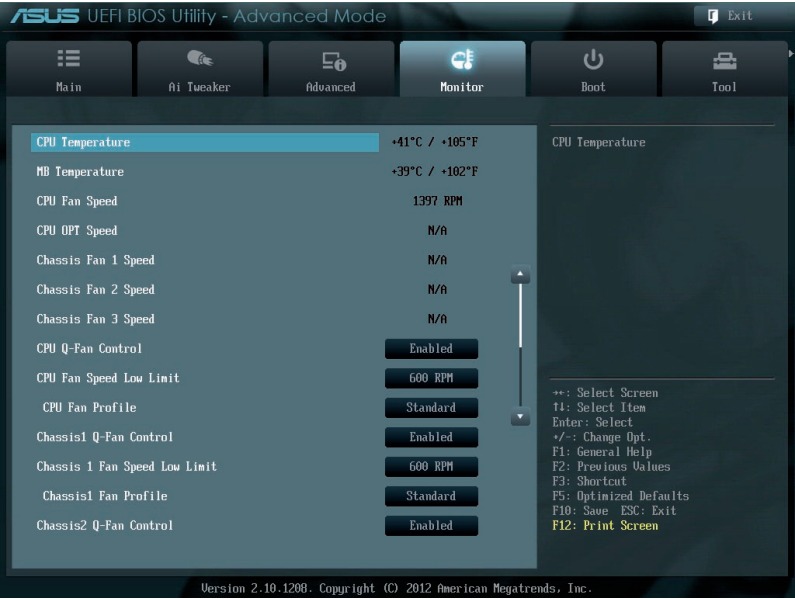 ASUS UEFI BIOS Utility - Advanced Mode
Exit
Main
Ai Tweaker
Advanced
Monitor
Boot
Tool
CPU Temperature +41°C / +105°F
MB Temperature +39°C / +102°F
CPU Fan Speed 1397 RPM
CPU OPT Speed N/A
Chassis Fan 1 Speed N/A
Chassis Fan 2 Speed N/A
Chassis Fan 3 Speed N/A
CPU Q-Fan Control Enabled
CPU Fan Speed Low Limit 600 RPM
CPU Fan Profile Standard
Chassis1 Q-Fan Control Enabled
Chassis 1 Fan Speed Low Limit 600 RPM
Chassis1 Fan Profile Standard
Chassis2 Q-Fan Control Enabled
CPU Temperature
→←: Select Screen
↑↓: Select Item
Enter: Select
+/-: Change Opt.
F1: General Help
F2: Previous Values
F3: Shortcut
F5: Optimized Defaults
F10: Save ESC: Exit
F12: Print Screen
Version 2.10.1208. Copyright (C) 2012 American Megatrends, Inc.